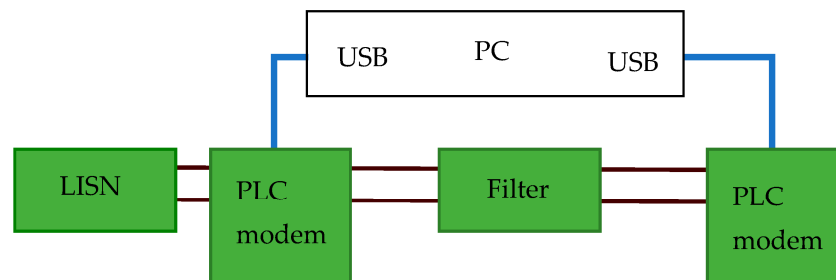 USB PC USB
LISN
PLC
modem
Filter
PLC
modem